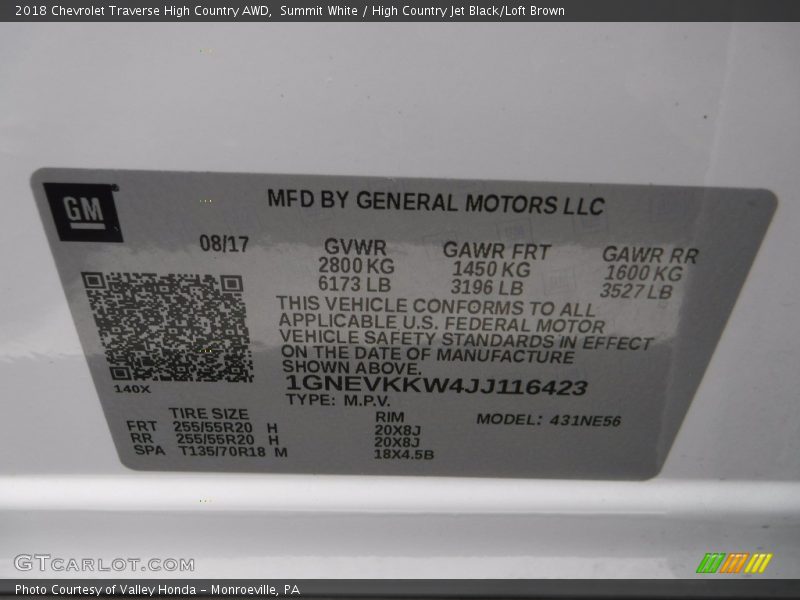 2018 Chevrolet Traverse High Country AWD, Summit White / High Country Jet Black/Loft Brown
GM
MFD BY GENERAL MOTORS LLC
08/17 GVWR GAWR FRT GAWR RR
2800 KG 1450 KG 1600 KG
6173 LB 3196 LB 3527 LB
THIS VEHICLE CONFORMS TO ALL
APPLICABLE U.S. FEDERAL MOTOR
VEHICLE SAFETY STANDARDS IN EFFECT
ON THE DATE OF MANUFACTURE
SHOWN ABOVE.
140X 1GNEVKKW4JJ116423
TYPE: M.P.V.
TIRE SIZE RIM MODEL: 431NE56
FRT 255/55R20 H 20X8J
RR 255/55R20 H 20X8J
SPA T135/70R18 M 18X4.5B
GTCARLOT.COM
Photo Courtesy of Valley Honda - Monroeville, PA